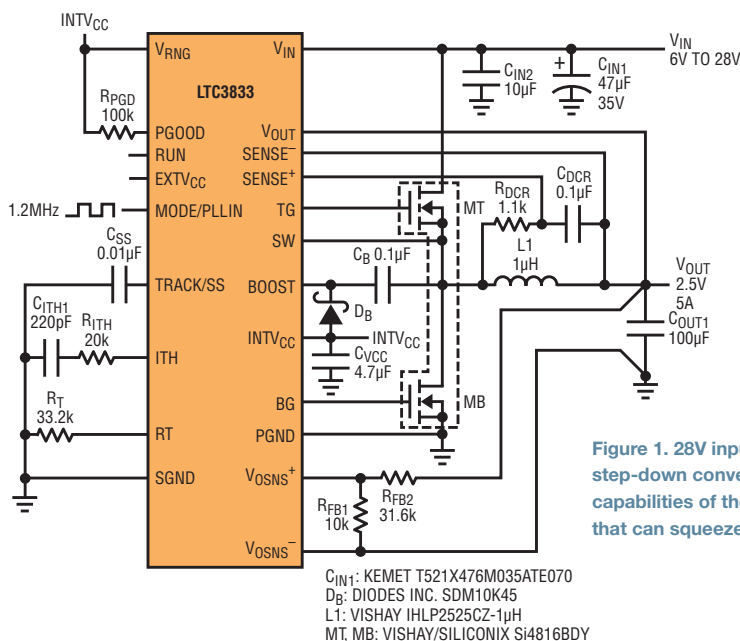 INTVCC
VRNG
VIN
VIN
6V TO 28V
LTC3833
CIN2
10µF
+
CIN1
47µF
35V
RPGD
100k
PGOOD
VOUT
RUN
SENSE–
EXTVCC
SENSE+
RDCR
1.1k
CDCR
0.1µF
1.2MHz
MODE/PLLIN
TG
MT
SW
L1
1µH
CSS
0.01µF
CB 0.1µF
TRACK/SS
BOOST
VOUT
2.5V
5A
CITH1
220pF
RITH
20k
DB
INTVCC
INTVCC
COUT1
100µF
ITH
CVCC
4.7µF
RT
33.2k
BG
MB
RT
PGND
SGND
VOSNS+
RFB1
10k
RFB2
31.6k
VOSNS–
Figure 1. 28V inpu
step-down conve
capabilities of the
that can squeeze
CIN1: KEMET T521X476M035ATE070
DB: DIODES INC. SDM10K45
L1: VISHAY IHLP2525CZ-1µH
MT, MB: VISHAY/SILICONIX Si4816BDY